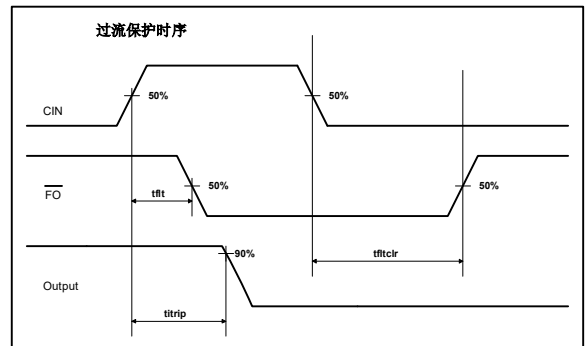 过流保护时序
CIN
50%
50%
FO
tflt
50%
50%
90%
tfltclr
Output
titrip